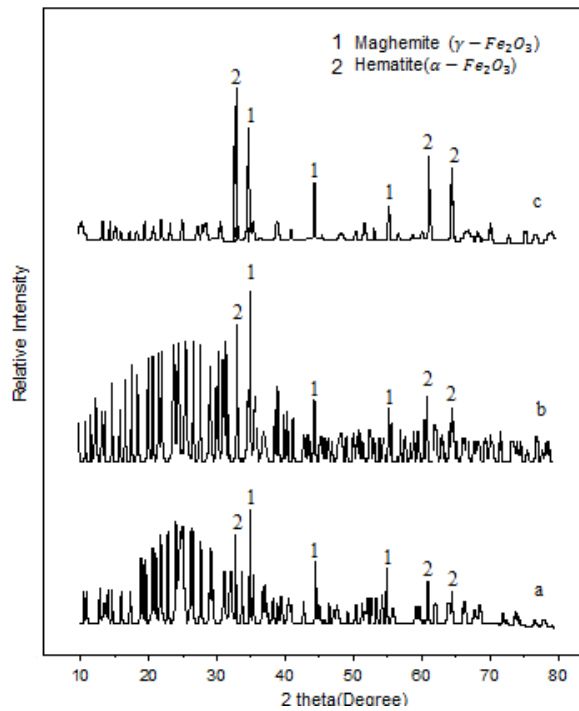 1 Maghemite (γ − Fe₂O₃)
2 Hematite(α − Fe₂O₃)
2
1
1
1
2
2
c
1
2
1
1
2
2
b
1
2
1
1
2
2
a
Relative Intensity
10 20 30 40 50 60 70 80
2 theta(Degree)